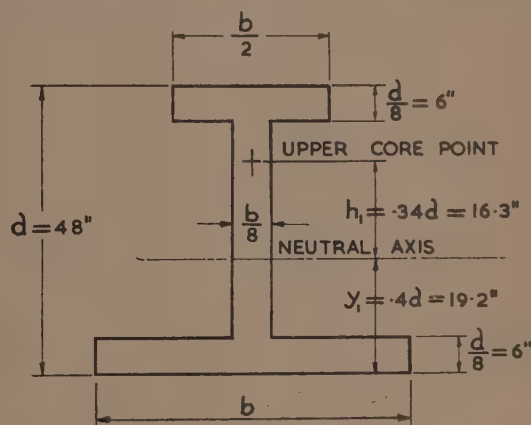 b/2
d/8 = 6"
UPPER CORE POINT
d = 48"
b/8
h₁ = ·34d = 16·3"
NEUTRAL AXIS
y₁ = ·4d = 19·2"
d/8 = 6"
b